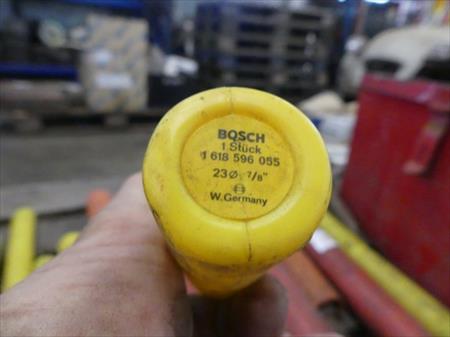 BOSCH
1 Stück
1 618 596 055
23⌀ 7/8"
W.Germany